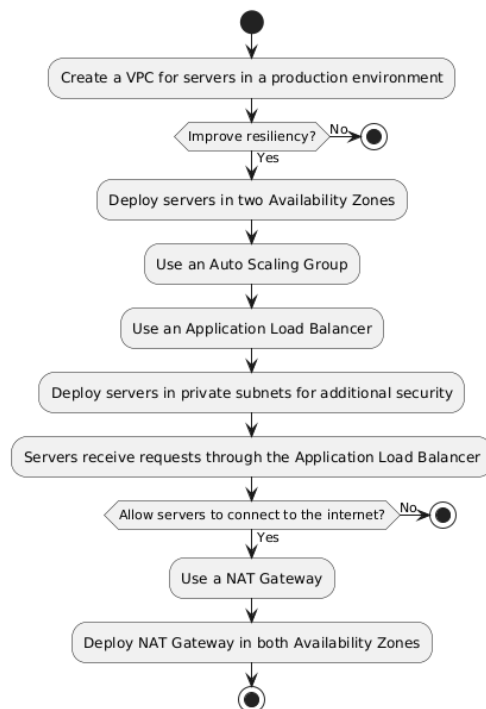 Create a VPC for servers in a production environment
Improve resiliency?
No
Yes
Deploy servers in two Availability Zones
Use an Auto Scaling Group
Use an Application Load Balancer
Deploy servers in private subnets for additional security
Servers receive requests through the Application Load Balancer
Allow servers to connect to the internet?
No
Yes
Use a NAT Gateway
Deploy NAT Gateway in both Availability Zones